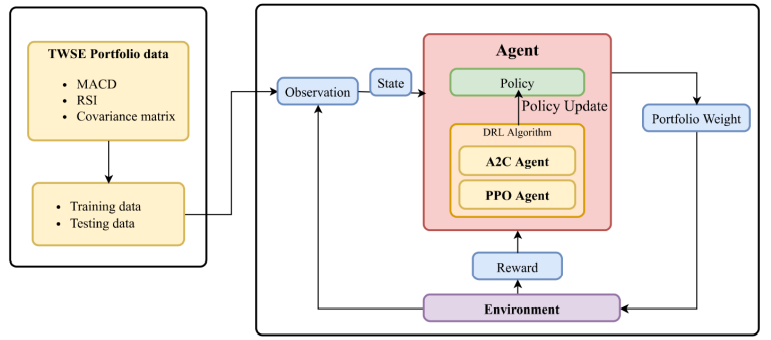 TWSE Portfolio data
• MACD
• RSI
• Covariance matrix
• Training data
• Testing data
Observation
State
Agent
Policy
Policy Update
DRL Algorithm
A2C Agent
PPO Agent
Portfolio Weight
Reward
Environment